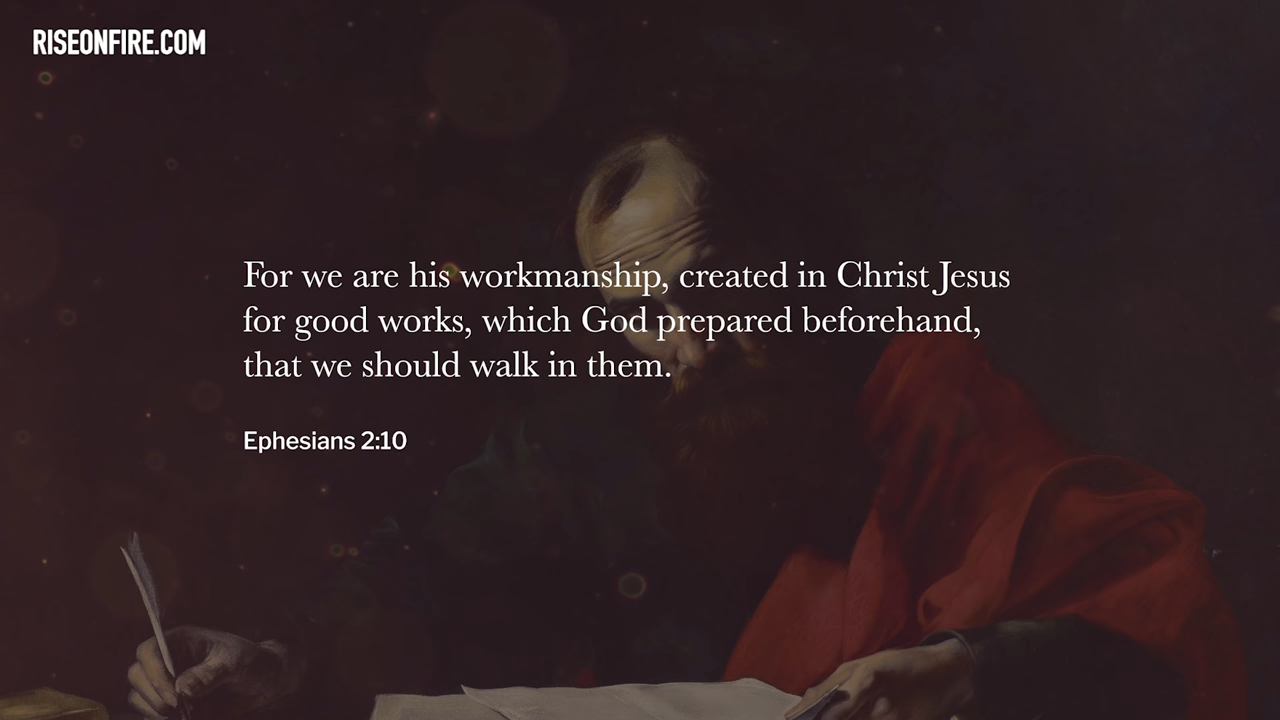 RISEONFIRE.COM
For we are his workmanship, created in Christ Jesus
for good works, which God prepared beforehand,
that we should walk in them.
Ephesians 2:10